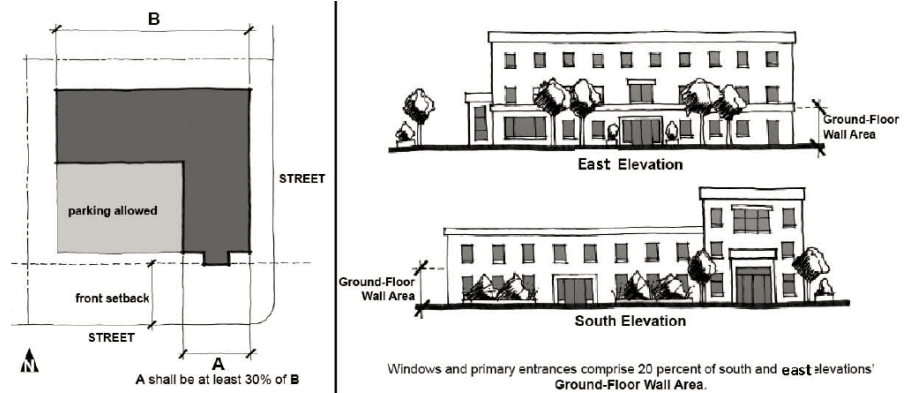 B
STREET
parking allowed
front setback
STREET
N
A
A shall be at least 30% of B
Ground-Floor
Wall Area
East Elevation
Ground-Floor
Wall Area
South Elevation
Windows and primary entrances comprise 20 percent of south and east elevations'
Ground-Floor Wall Area.